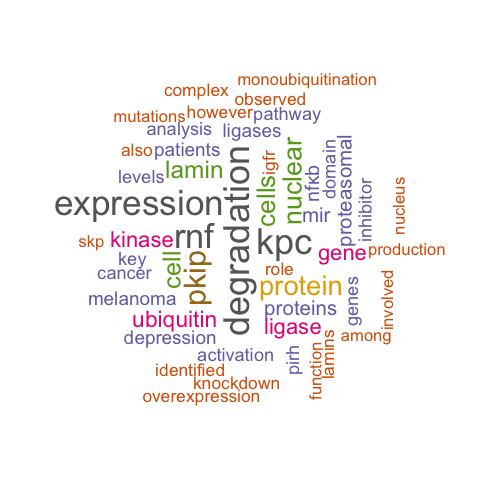 monoubiquitination
complex
observed
mutations
however
pathway
analysis
ligases
also
patients
levels
lamin
degradation
cells
igfr
nuclear
nfkb
domain
proteasomal
mir
inhibitor
nucleus
expression
rnf
kpc
skp
kinase
gene
production
key
cell
pkip
role
cancer
protein
genes
involved
melanoma
proteins
ubiquitin
ligase
depression
among
activation
pirh
function
lamins
identified
knockdown
overexpression